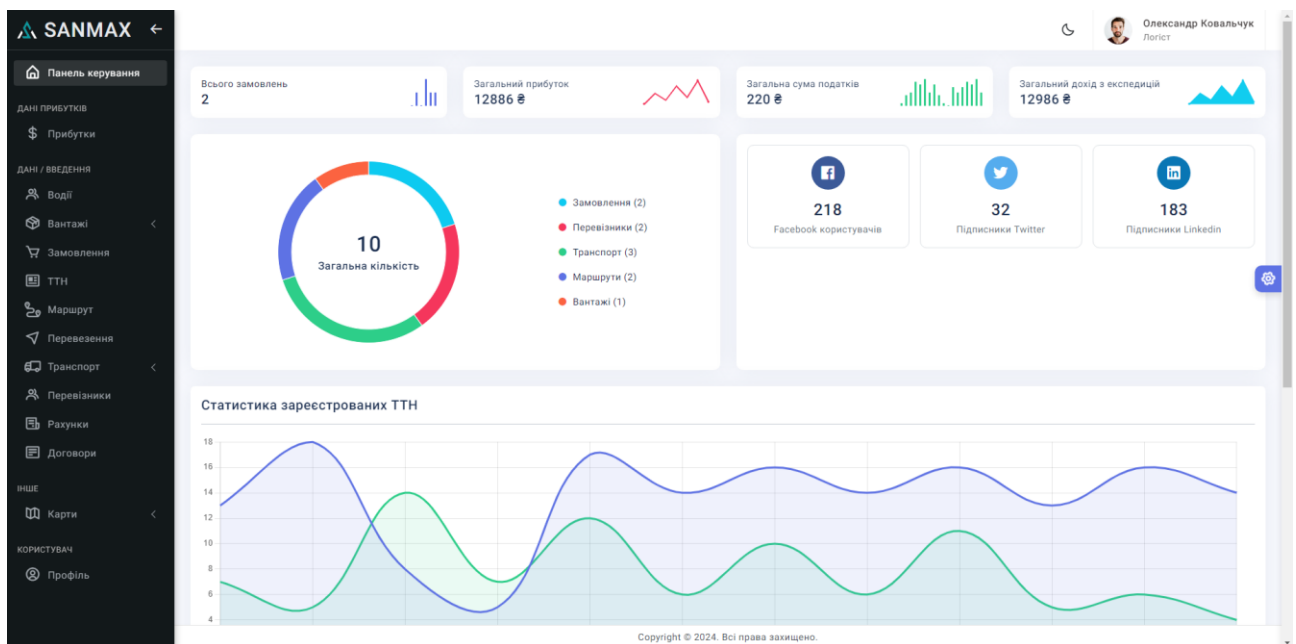 SANMAX
Панель керування
ДАНІ ПРИБУТКІВ
Прибутки
ДАНІ / ВВЕДЕННЯ
Водії
Вантажі
Замовлення
ТТН
Маршрут
Перевезення
Транспорт
Перевізники
Рахунки
Договори
ІНШЕ
Карти
КОРИСТУВАЧ
Профіль
Олександр Ковальчук
Логіст
Всього замовлень
2
Загальний прибуток
12886 ₴
Загальна сума податків
220 ₴
Загальний дохід з експедицій
12986 ₴
10
Загальна кількість
Замовлення (2)
Перевізники (2)
Транспорт (3)
Маршрути (2)
Вантажі (1)
218
Facebook користувачів
32
Підписники Twitter
183
Підписники Linkedin
Статистика зареєстрованих ТТН
18
16
14
12
10
8
6
4
Copyright © 2024. Всі права захищено.